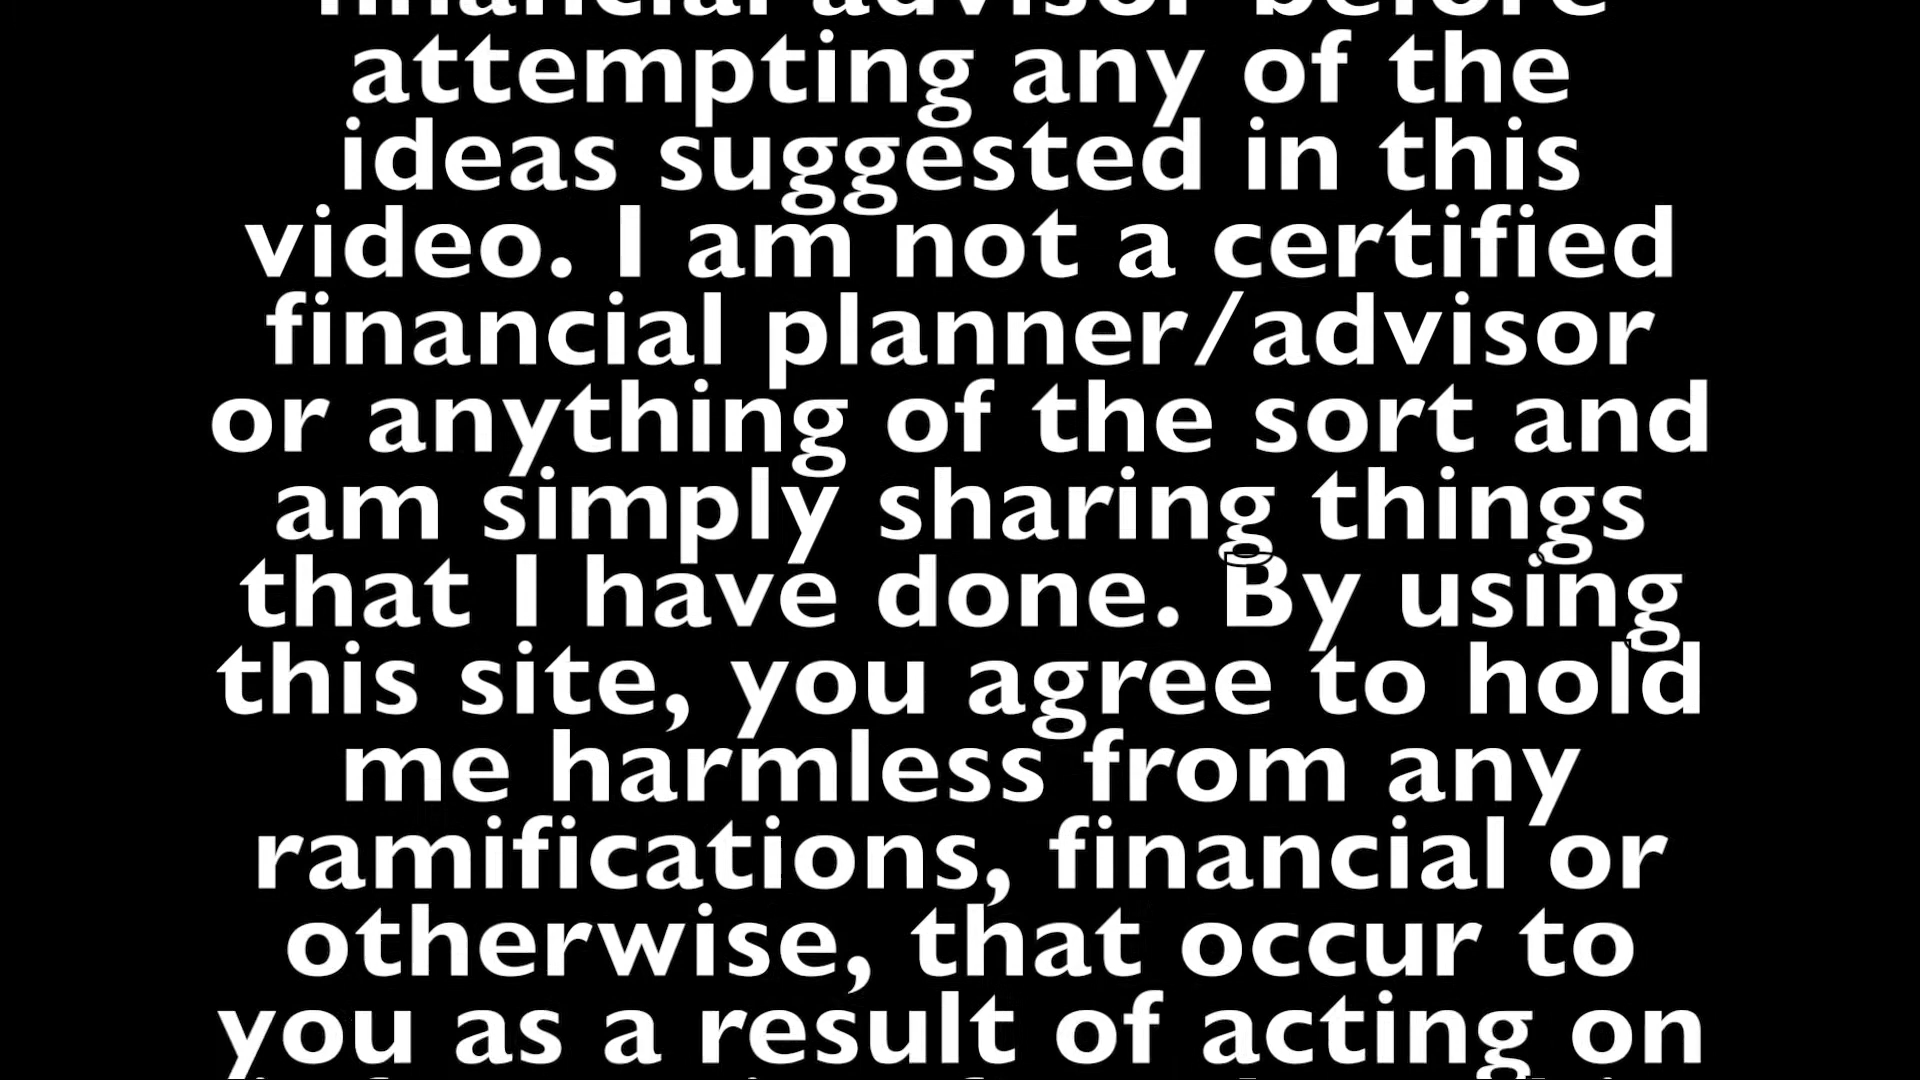 financial advisor before
attempting any of the
ideas suggested in this
video. I am not a certified
financial planner/advisor
or anything of the sort and
am simply sharing things
that I have done. By using
this site, you agree to hold
me harmless from any
ramifications, financial or
otherwise, that occur to
you as a result of acting on